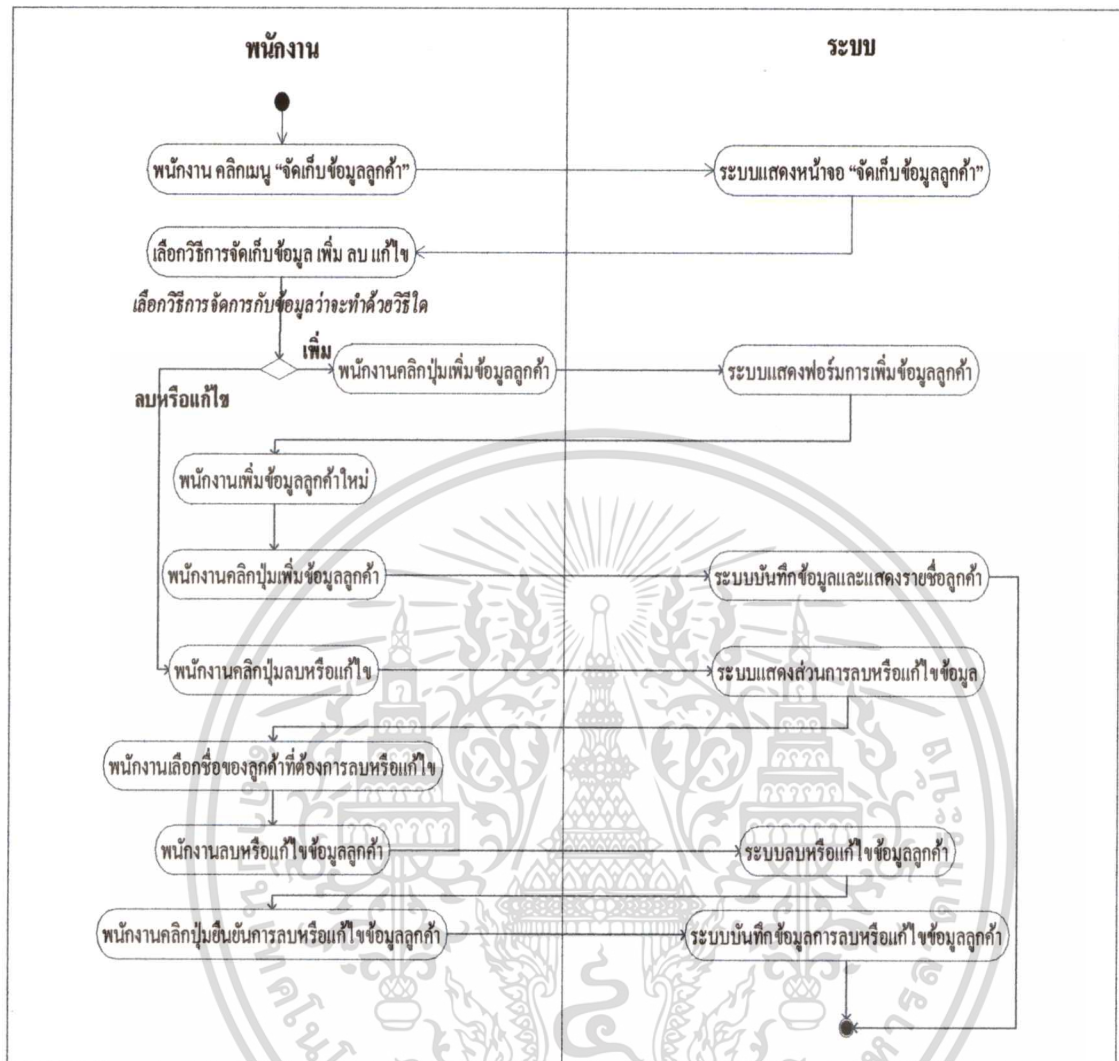 พนักงาน
ระบบ
พนักงาน คลิกเมนู “จัดเก็บข้อมูลลูกค้า”
ระบบแสดงหน้าจอ “จัดเก็บข้อมูลลูกค้า”
เลือกวิธีการจัดเก็บข้อมูล เพิ่ม ลบ แก้ไข
เลือกวิธีการจัดการกับข้อมูลว่าจะทำด้วยวิธีใด
เพิ่ม
พนักงานคลิกปุ่มเพิ่มข้อมูลลูกค้า
ระบบแสดงฟอร์มการเพิ่มข้อมูลลูกค้า
ลบหรือแก้ไข
พนักงานเพิ่มข้อมูลลูกค้าใหม่
พนักงานคลิกปุ่มเพิ่มข้อมูลลูกค้า
ระบบบันทึกข้อมูลและแสดงรายชื่อลูกค้า
พนักงานคลิกปุ่มลบหรือแก้ไข
ระบบแสดงส่วนการลบหรือแก้ไขข้อมูล
พนักงานเลือกชื่อของลูกค้าที่ต้องการลบหรือแก้ไข
พนักงานลบหรือแก้ไขข้อมูลลูกค้า
ระบบลบหรือแก้ไขข้อมูลลูกค้า
พนักงานคลิกปุ่มยืนยันการลบหรือแก้ไขข้อมูลลูกค้า
ระบบบันทึกข้อมูลการลบหรือแก้ไขข้อมูลลูกค้า